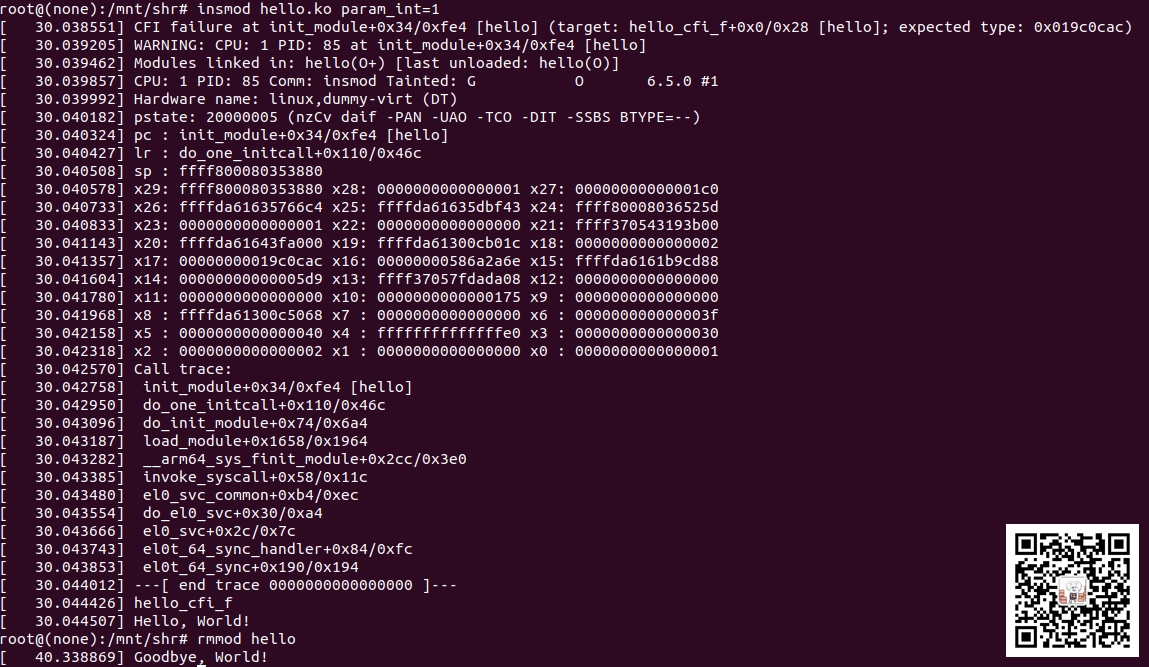 root@(none):/mnt/shr# insmod hello.ko param_int=1
[   30.038551] CFI failure at init_module+0x34/0xfe4 [hello] (target: hello_cfi_f+0x0/0x28 [hello]; expected type: 0x019c0cac)
[   30.039205] WARNING: CPU: 1 PID: 85 at init_module+0x34/0xfe4 [hello]
[   30.039462] Modules linked in: hello(O+) [last unloaded: hello(O)]
[   30.039857] CPU: 1 PID: 85 Comm: insmod Tainted: G           O       6.5.0 #1
[   30.039992] Hardware name: linux,dummy-virt (DT)
[   30.040182] pstate: 20000005 (nzCv daif -PAN -UAO -TCO -DIT -SSBS BTYPE=--)
[   30.040324] pc : init_module+0x34/0xfe4 [hello]
[   30.040427] lr : do_one_initcall+0x110/0x46c
[   30.040508] sp : ffff800080353880
[   30.040578] x29: ffff800080353880 x28: 0000000000000001 x27: 00000000000001c0
[   30.040733] x26: ffffda61635766c4 x25: ffffda61635dbf43 x24: ffff80008036525d
[   30.040833] x23: 0000000000000001 x22: 0000000000000000 x21: ffff370543193b00
[   30.041143] x20: ffffda61643fa000 x19: ffffda61300cb01c x18: 0000000000000002
[   30.041357] x17: 00000000019c0cac x16: 00000000586a2a6e x15: ffffda6161b9cd88
[   30.041604] x14: 00000000000005d9 x13: ffff37057fdada08 x12: 0000000000000000
[   30.041780] x11: 0000000000000000 x10: 0000000000000175 x9 : 0000000000000000
[   30.041968] x8 : ffffda61300c5068 x7 : 0000000000000000 x6 : 000000000000003f
[   30.042158] x5 : 0000000000000040 x4 : ffffffffffffffe0 x3 : 0000000000000030
[   30.042318] x2 : 0000000000000002 x1 : 0000000000000000 x0 : 0000000000000001
[   30.042570] Call trace:
[   30.042758]  init_module+0x34/0xfe4 [hello]
[   30.042950]  do_one_initcall+0x110/0x46c
[   30.043096]  do_init_module+0x74/0x6a4
[   30.043187]  load_module+0x1658/0x1964
[   30.043282]  __arm64_sys_finit_module+0x2cc/0x3e0
[   30.043385]  invoke_syscall+0x58/0x11c
[   30.043480]  el0_svc_common+0xb4/0xec
[   30.043554]  do_el0_svc+0x30/0xa4
[   30.043666]  el0_svc+0x2c/0x7c
[   30.043743]  el0t_64_sync_handler+0x84/0xfc
[   30.043853]  el0t_64_sync+0x190/0x194
[   30.044012] ---[ end trace 0000000000000000 ]---
[   30.044426] hello_cfi_f
[   30.044507] Hello, World!
root@(none):/mnt/shr# rmmod hello
[   40.338869] Goodbye, World!